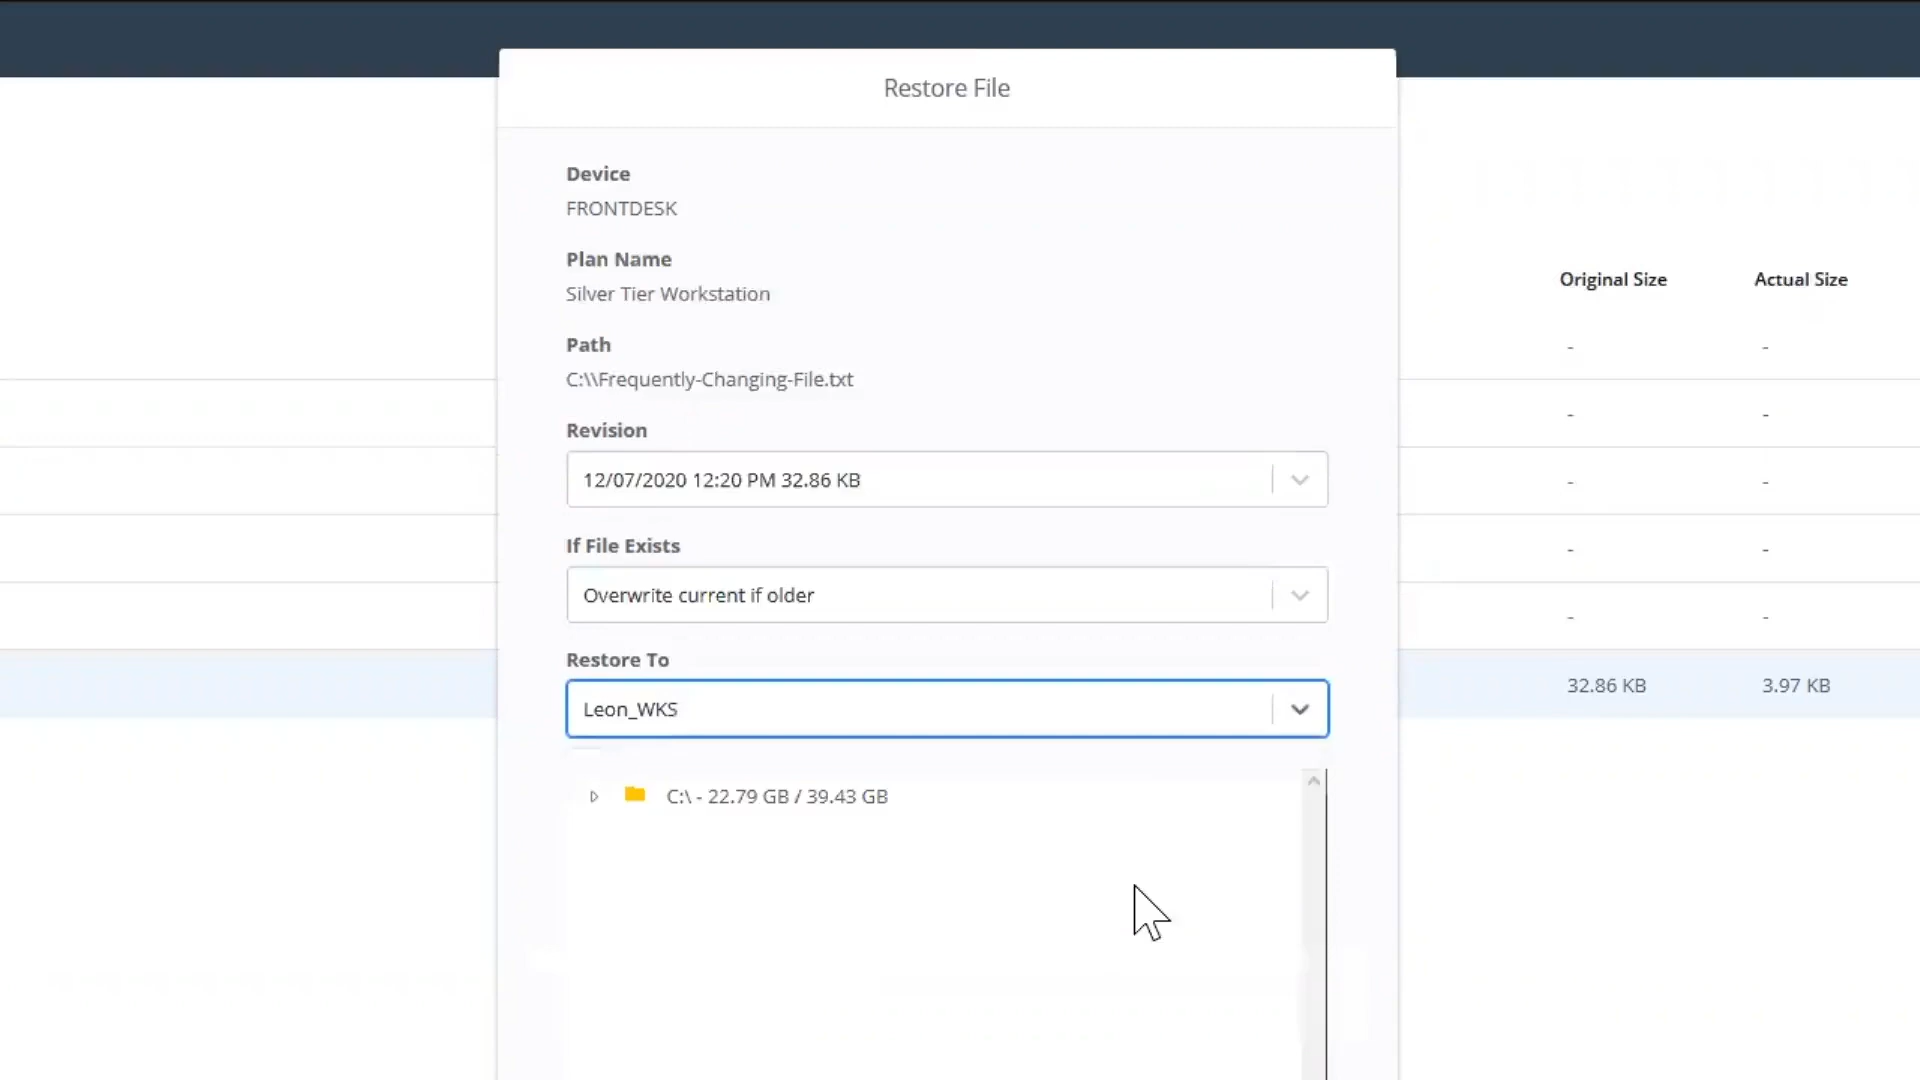 Restore File
Device
FRONTDESK
Plan Name
Silver Tier Workstation
Path
C:\\Frequently-Changing-File.txt
Revision
12/07/2020 12:20 PM 32.86 KB
If File Exists
Overwrite current if older
Restore To
Leon_WKS
C:\ - 22.79 GB / 39.43 GB
Original Size Actual Size
- -
- -
- -
- -
- -
32.86 KB 3.97 KB